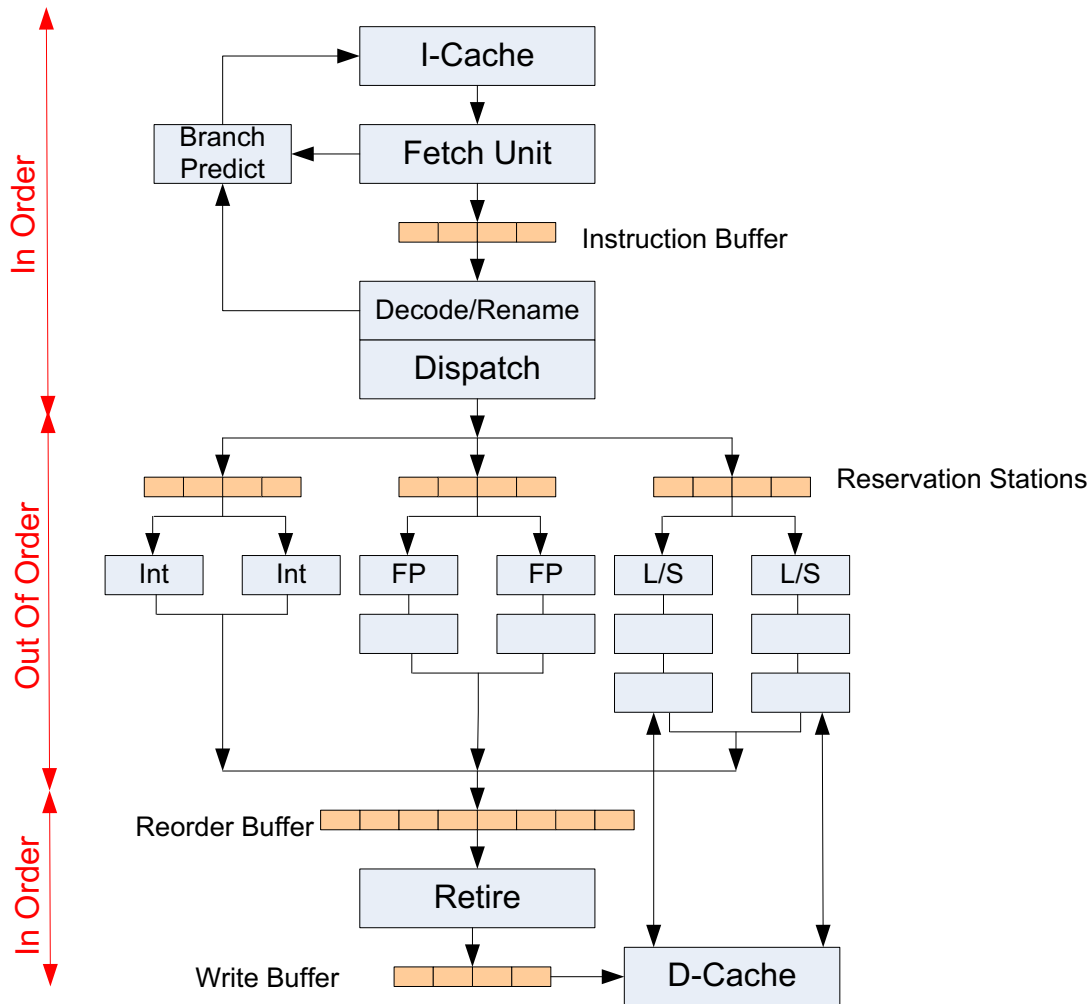 I-Cache
Branch
Predict
Fetch Unit
In Order
Instruction Buffer
Decode/Rename
Dispatch
Reservation Stations
Out Of Order
Int
Int
FP
FP
L/S
L/S
Reorder Buffer
In Order
Retire
Write Buffer
D-Cache